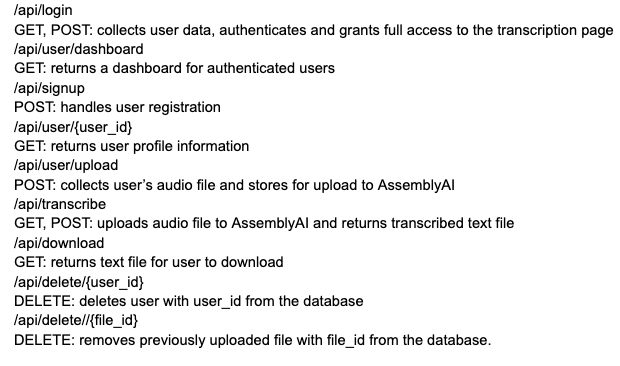 /api/login
GET, POST: collects user data, authenticates and grants full access to the transcription page
/api/user/dashboard
GET: returns a dashboard for authenticated users
/api/signup
POST: handles user registration
/api/user/{user_id}
GET: returns user profile information
/api/user/upload
POST: collects user’s audio file and stores for upload to AssemblyAI
/api/transcribe
GET, POST: uploads audio file to AssemblyAI and returns transcribed text file
/api/download
GET: returns text file for user to download
/api/delete/{user_id}
DELETE: deletes user with user_id from the database
/api/delete//{file_id}
DELETE: removes previously uploaded file with file_id from the database.